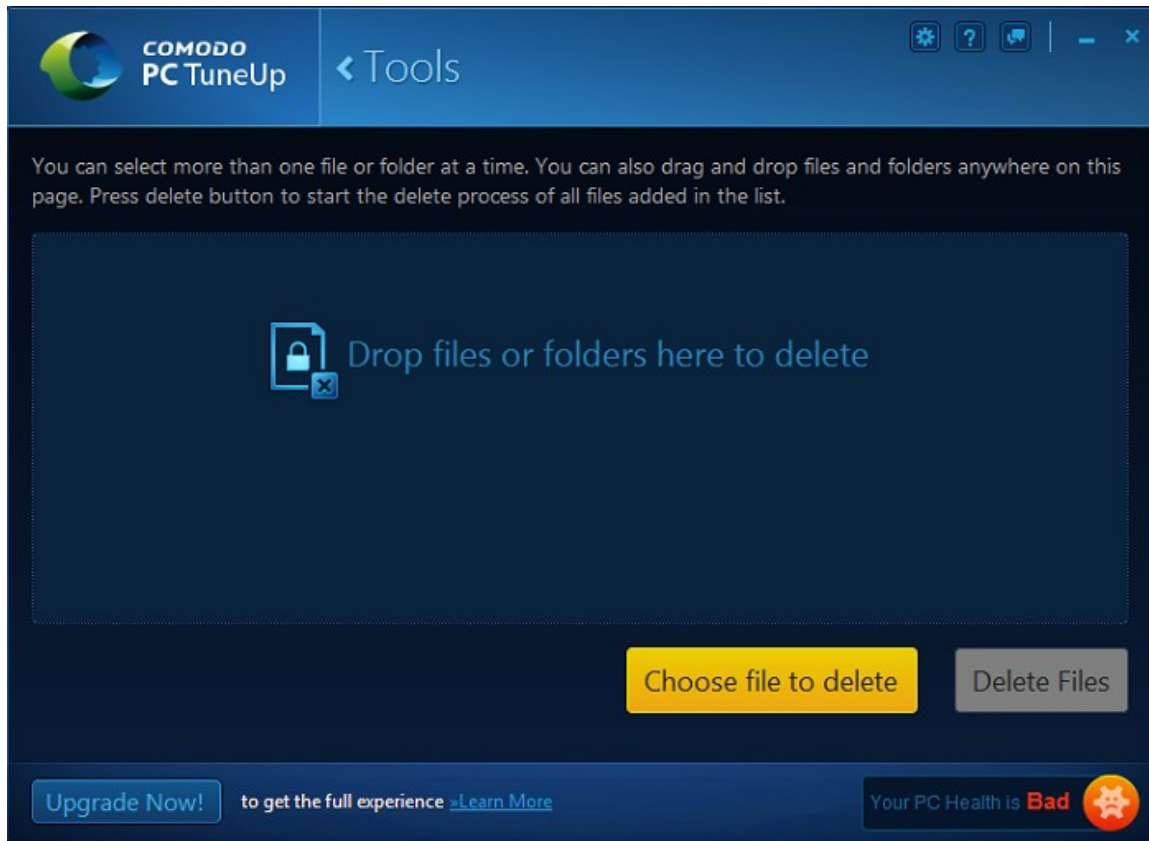 COMODO
PC TuneUp
Tools
?
You can select more than one file or folder at a time. You can also drag and drop files and folders anywhere on this
page. Press delete button to start the delete process of all files added in the list.
Drop files or folders here to delete
Choose file to delete
Delete Files
Upgrade Now!
to get the full experience »Learn More
Your PC Health is Bad